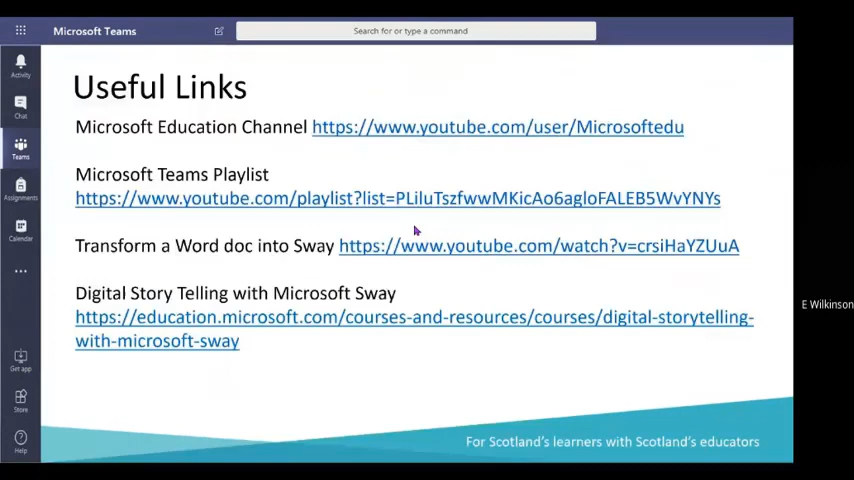 Microsoft Teams
Search for or type a command
Activity
Chat
Teams
Assignments
Calendar
Get app
Store
Help
Useful Links
Microsoft Education Channel https://www.youtube.com/user/Microsoftedu
Microsoft Teams Playlist
https://www.youtube.com/playlist?list=PLiluTszfwwMKicAo6agloFALEB5WvYNYs
Transform a Word doc into Sway https://www.youtube.com/watch?v=crsiHaYZUuA
Digital Story Telling with Microsoft Sway
https://education.microsoft.com/courses-and-resources/courses/digital-storytelling-
with-microsoft-sway
For Scotland's learners with Scotland's educators
E Wilkinson